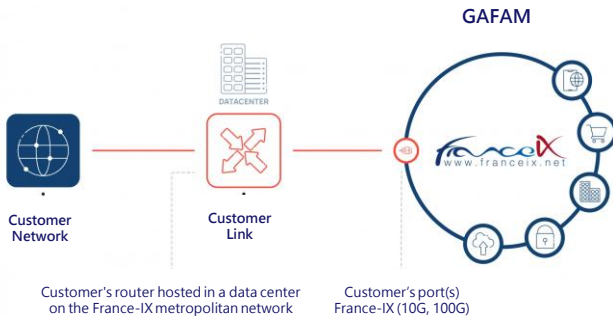 GAFAM
DATACENTER
franceix
www.franceix.net
Customer
Network
Customer
Link
Customer's router hosted in a data center
on the France-IX metropolitan network
Customer's port(s)
France-IX (10G, 100G)